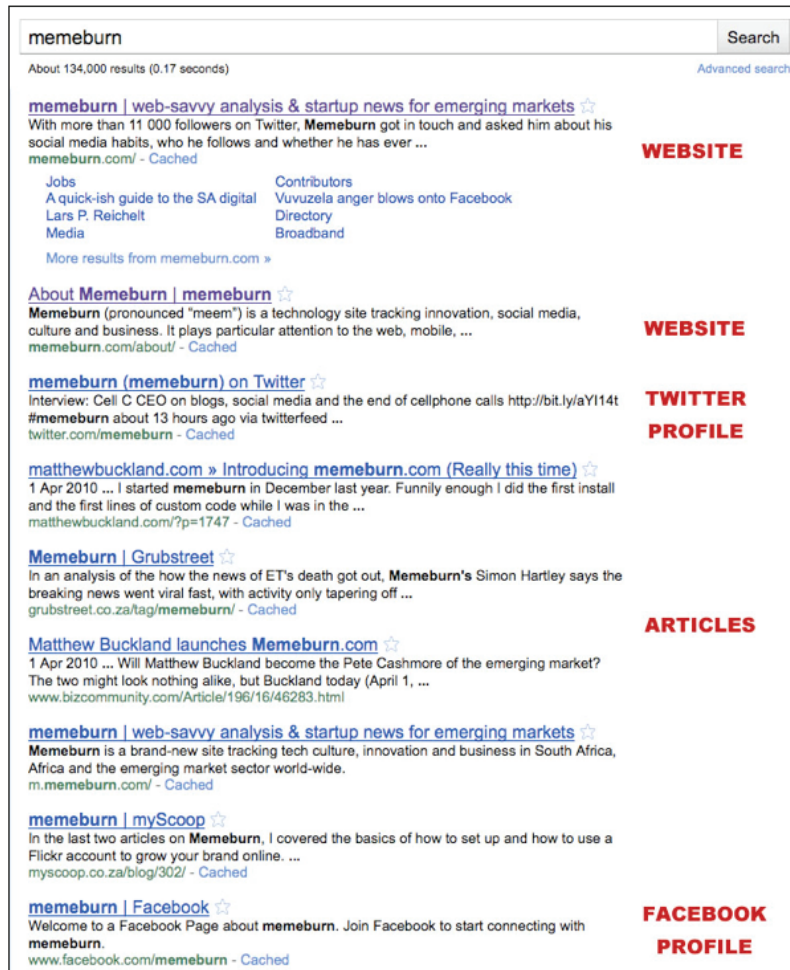 memeburn
Search
About 134,000 results (0.17 seconds)
Advanced search
memeburn | web-savvy analysis & startup news for emerging markets
With more than 11 000 followers on Twitter, Memeburn got in touch and asked him about his
social media habits, who he follows and whether he has ever ...
memeburn.com/ - Cached
WEBSITE
Jobs
Contributors
A quick-ish guide to the SA digital
Vuvuzela anger blows onto Facebook
Lars P. Reichelt
Directory
Media
Broadband
More results from memeburn.com »
About Memeburn | memeburn
Memeburn (pronounced "meem") is a technology site tracking innovation, social media,
culture and business. It plays particular attention to the web, mobile, ...
memeburn.com/about/ - Cached
WEBSITE
memeburn (memeburn) on Twitter
Interview: Cell C CEO on blogs, social media and the end of cellphone calls http://bit.ly/aYI14t
#memeburn about 13 hours ago via twitterfeed ...
twitter.com/memeburn - Cached
TWITTER
PROFILE
matthewbuckland.com » Introducing memeburn.com (Really this time)
1 Apr 2010 ... I started memeburn in December last year. Funnily enough I did the first install
and the first lines of custom code while I was in the ...
matthewbuckland.com/?p=1747 - Cached
Memeburn | Grubstreet
In an analysis of the how the news of ET's death got out, Memeburn's Simon Hartley says the
breaking news went viral fast, with activity only tapering off ...
grubstreet.co.za/tag/memeburn/ - Cached
ARTICLES
Matthew Buckland launches Memeburn.com
1 Apr 2010 ... Will Matthew Buckland become the Pete Cashmore of the emerging market?
The two might look nothing alike, but Buckland today (April 1, ...
www.bizcommunity.com/Article/196/16/46283.html
memeburn | web-savvy analysis & startup news for emerging markets
Memeburn is a brand-new site tracking tech culture, innovation and business in South Africa,
Africa and the emerging market sector world-wide.
m.memeburn.com/ - Cached
memeburn | myScoop
In the last two articles on Memeburn, I covered the basics of how to set up and how to use a
Flickr account to grow your brand online. ...
myscoop.co.za/blog/302/ - Cached
memeburn | Facebook
Welcome to a Facebook Page about memeburn. Join Facebook to start connecting with
memeburn.
www.facebook.com/memeburn - Cached
FACEBOOK
PROFILE